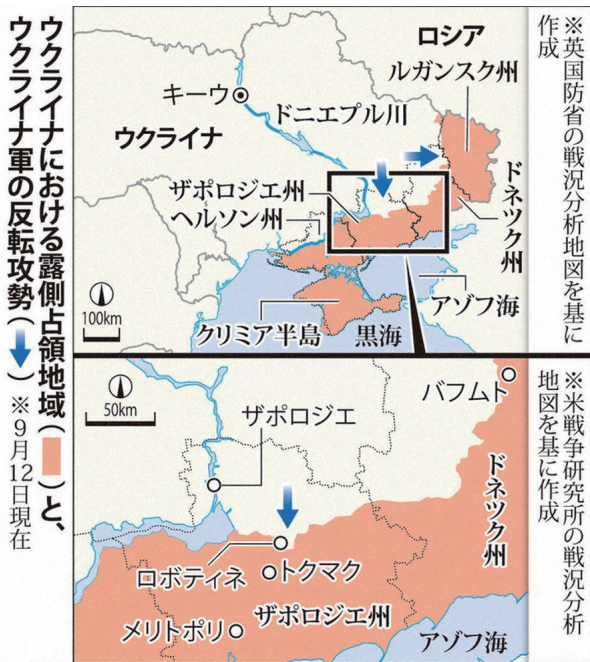 ウクライナにおける露側占領地域（　）と、
ウクライナ軍の反転攻勢（　）※9月12日現在
※英国防省の戦況分析地図を基に
作成
ロシア
ルガンスク州
キーウ
ドニエプル川
ウクライナ
ザポロジエ州
ヘルソン州
ドネツク州
アゾフ海
100km
クリミア半島
黒海
※米戦争研究所の戦況分析
地図を基に作成
50km
バフムト
ザポロジエ
ドネツク州
ロボティネ
トクマク
ザポロジエ州
メリトポリ
アゾフ海